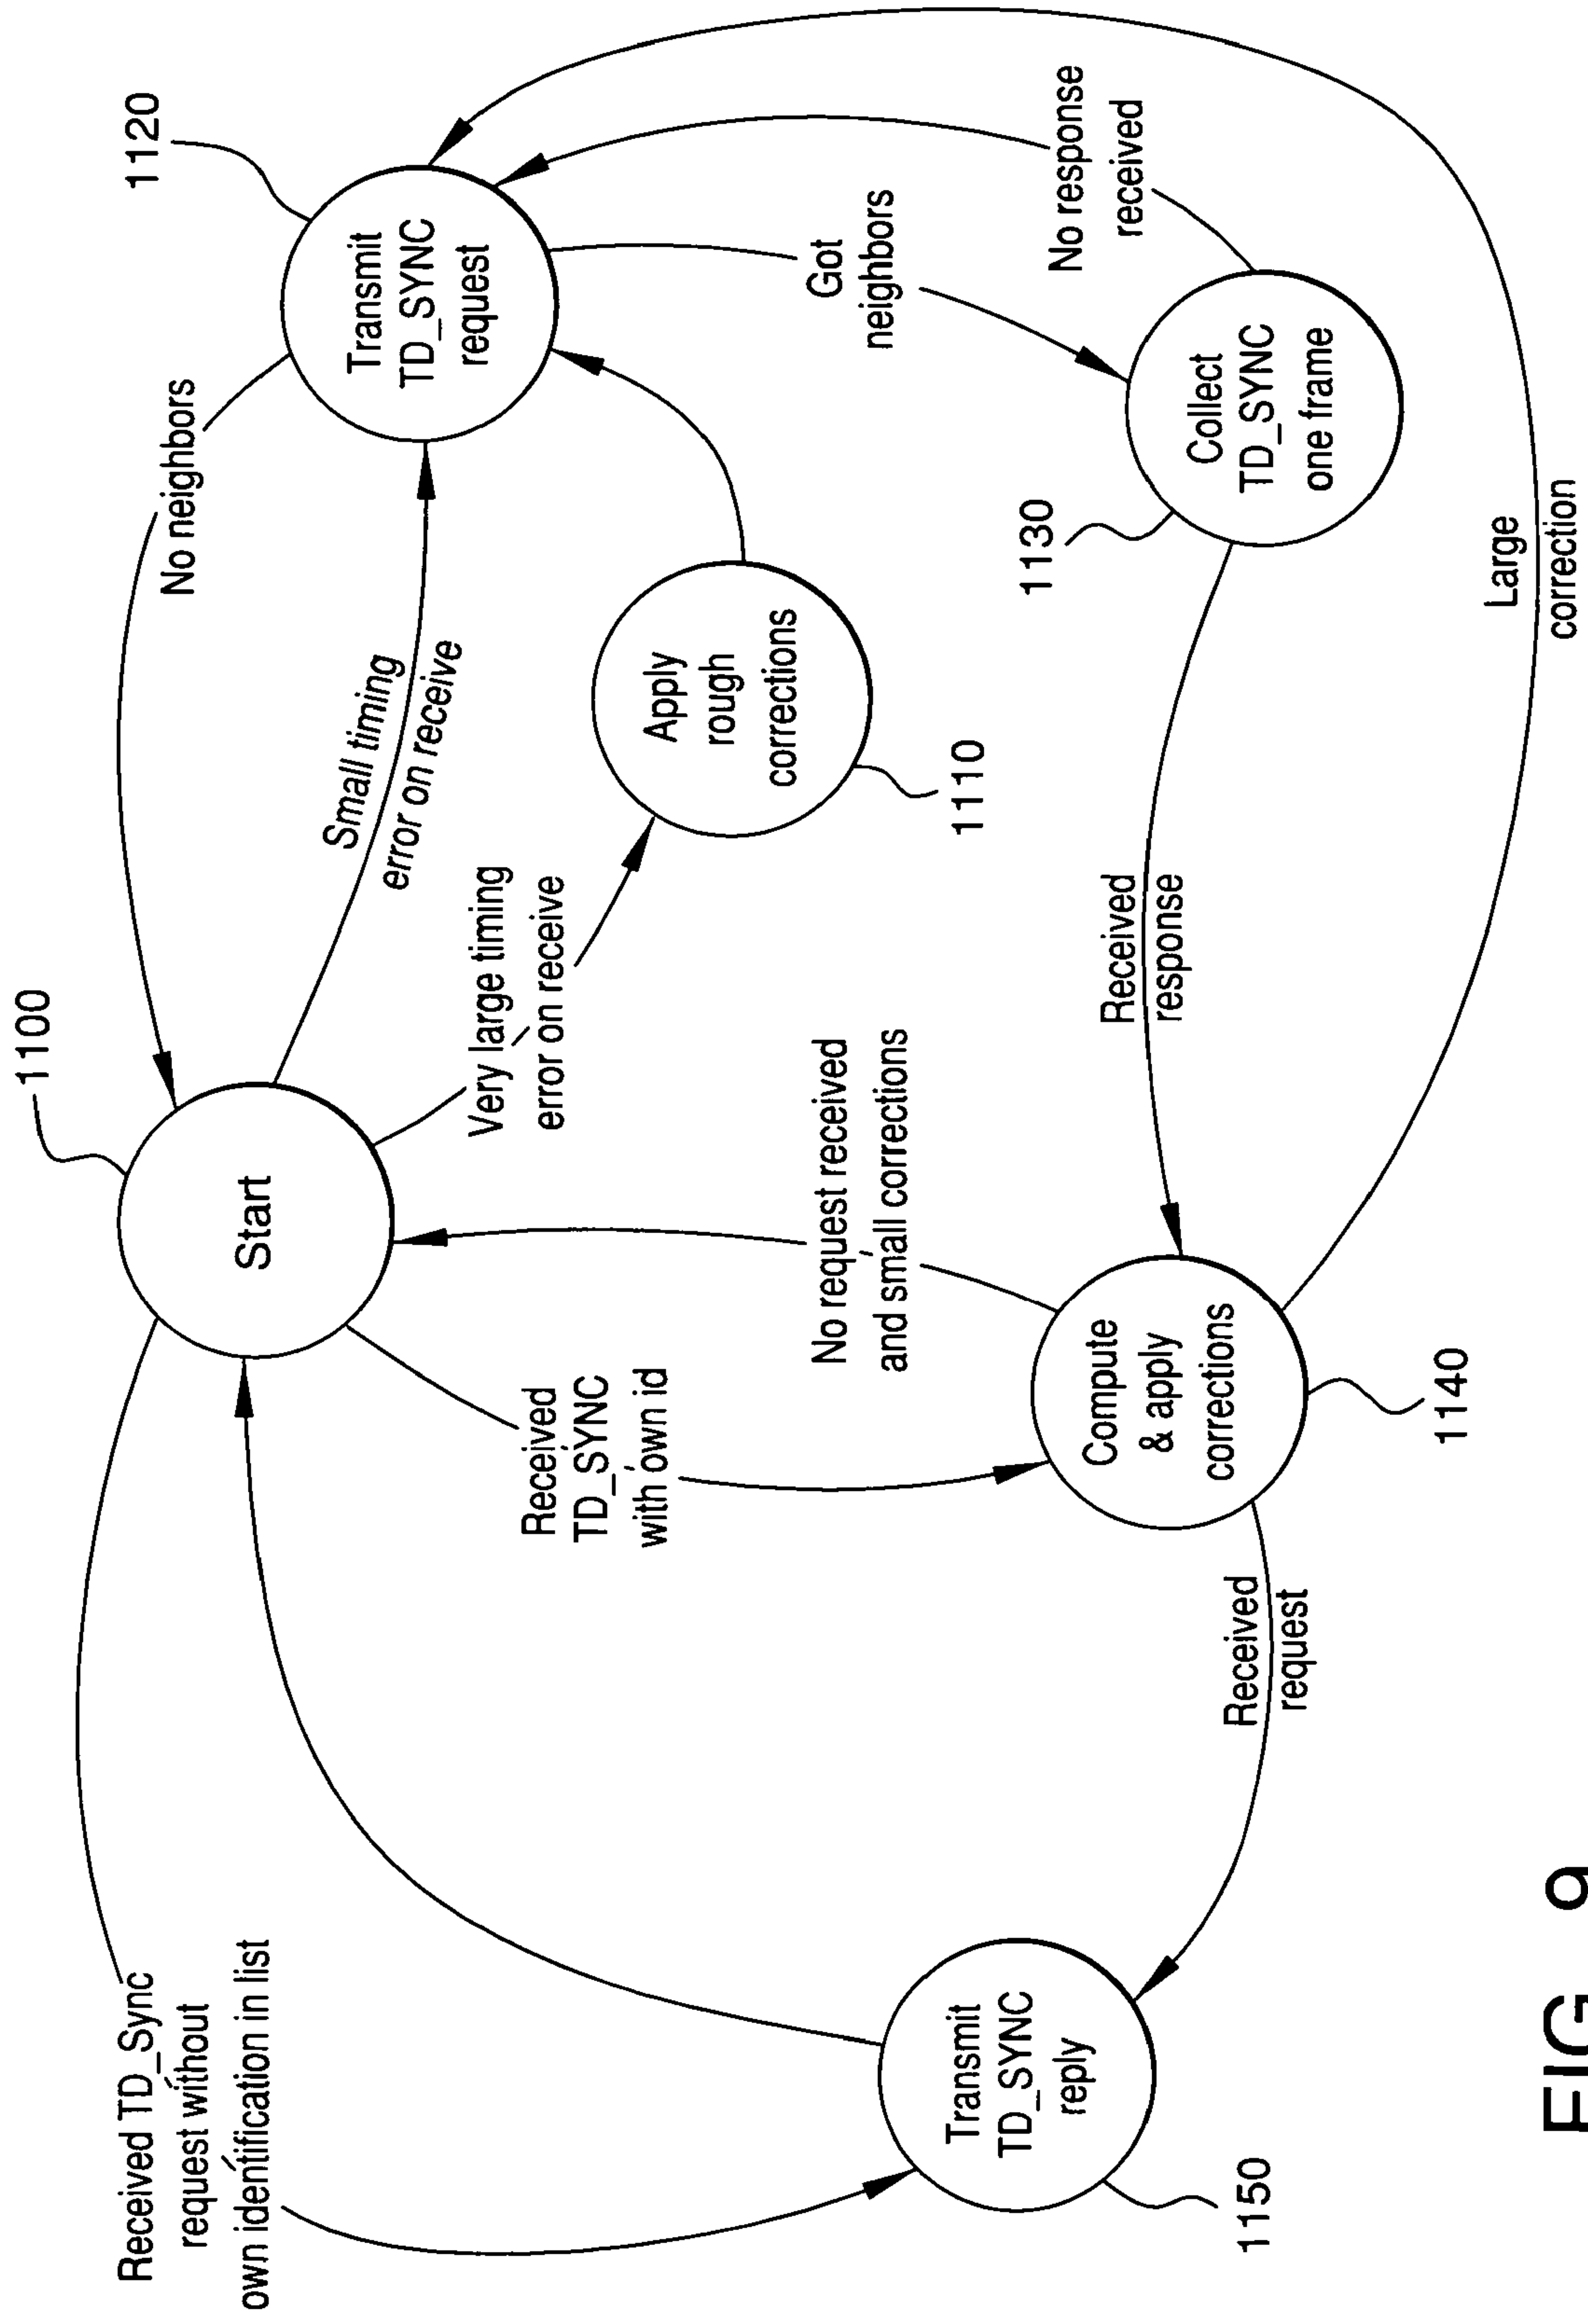 1100
Start
1120
Transmit
TD_SYNC
request
No neighbors
Small timing
error on receive
Very large timing
error on receive
Apply
rough
corrections
1110
Got
neighbors
No response
received
Collect
TD_SYNC
one frame
1130
Received
response
Large
correction
No request received
and small corrections
Received
TD_SYNC
with own id
Compute
& apply
corrections
1140
Received
request
Received TD_Sync
request without
own identification in list
Transmit
TD_SYNC
reply
1150
FIG. 9